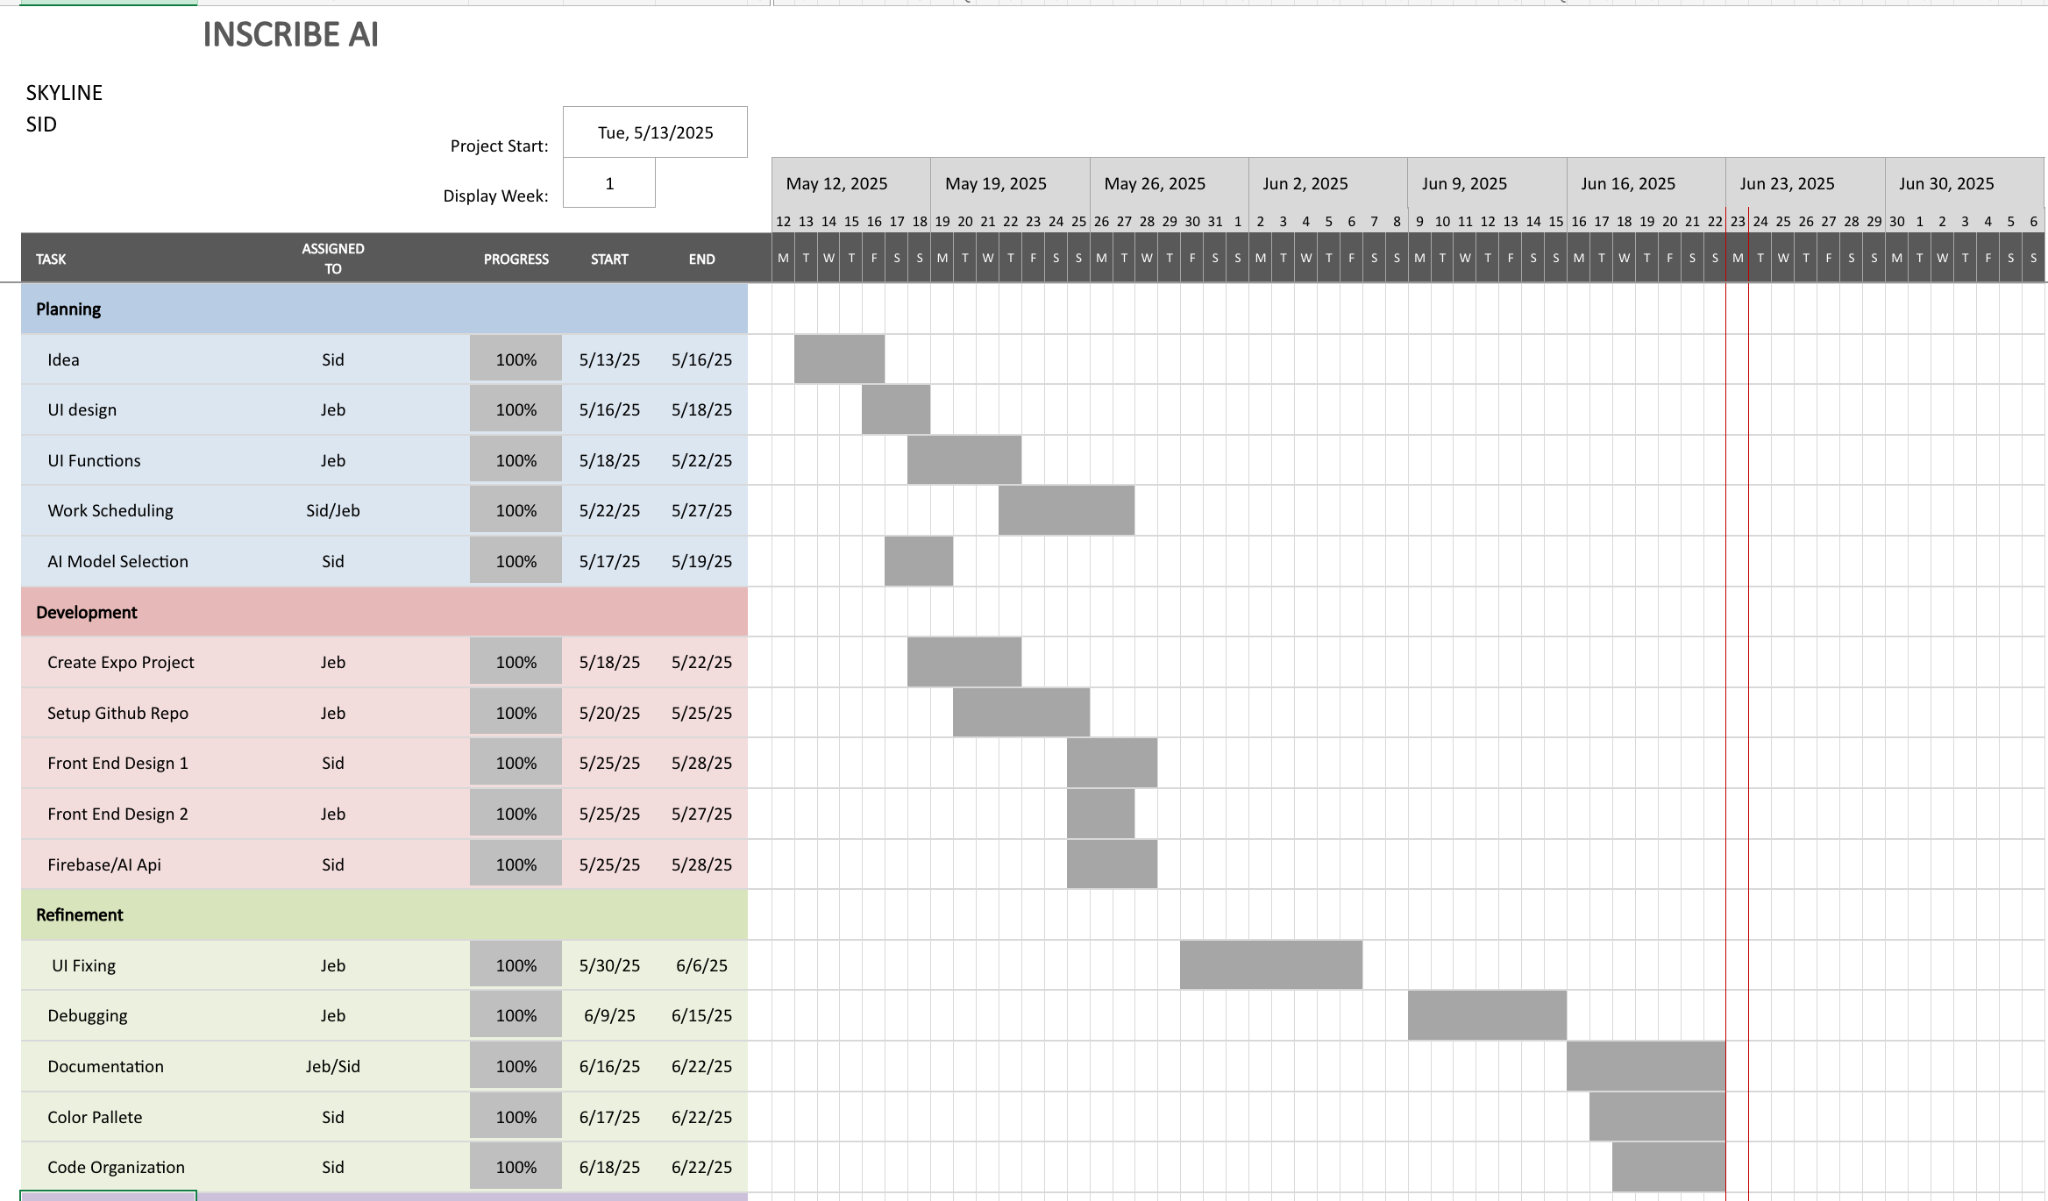 INSCRIBE AI
SKYLINE
SID
Project Start: Tue, 5/13/2025
Display Week: 1
May 12, 2025 May 19, 2025 May 26, 2025 Jun 2, 2025 Jun 9, 2025 Jun 16, 2025 Jun 23, 2025 Jun 30, 2025
12 13 14 15 16 17 18 19 20 21 22 23 24 25 26 27 28 29 30 31 1 2 3 4 5 6 7 8 9 10 11 12 13 14 15 16 17 18 19 20 21 22 23 24 25 26 27 28 29 30 1 2 3 4 5 6
TASK ASSIGNED TO PROGRESS START END M T W T F S S M T W T F S S M T W T F S S M T W T F S S M T W T F S S M T W T F S S M T W T F S S M T W T F S S
Planning
Idea Sid 100% 5/13/25 5/16/25
UI design Jeb 100% 5/16/25 5/18/25
UI Functions Jeb 100% 5/18/25 5/22/25
Work Scheduling Sid/Jeb 100% 5/22/25 5/27/25
AI Model Selection Sid 100% 5/17/25 5/19/25
Development
Create Expo Project Jeb 100% 5/18/25 5/22/25
Setup Github Repo Jeb 100% 5/20/25 5/25/25
Front End Design 1 Sid 100% 5/25/25 5/28/25
Front End Design 2 Jeb 100% 5/25/25 5/27/25
Firebase/AI Api Sid 100% 5/25/25 5/28/25
Refinement
UI Fixing Jeb 100% 5/30/25 6/6/25
Debugging Jeb 100% 6/9/25 6/15/25
Documentation Jeb/Sid 100% 6/16/25 6/22/25
Color Pallete Sid 100% 6/17/25 6/22/25
Code Organization Sid 100% 6/18/25 6/22/25